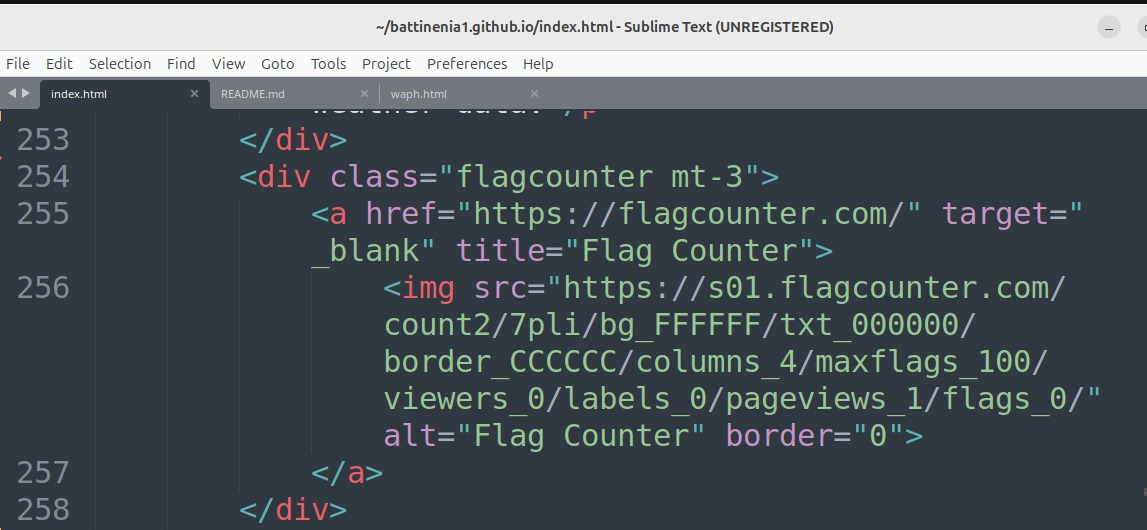 ~/battinenia1.github.io/index.html - Sublime Text (UNREGISTERED)
File Edit Selection Find View Goto Tools Project Preferences Help
index.html × README.md × waph.html ×
253 </div>
254 <div class="flagcounter mt-3">
255 <a href="https://flagcounter.com/" target="
_blank" title="Flag Counter">
256 <img src="https://s01.flagcounter.com/
count2/7pli/bg_FFFFFF/txt_000000/
border_CCCCCC/columns_4/maxflags_100/
viewers_0/labels_0/pageviews_1/flags_0/"
alt="Flag Counter" border="0">
257 </a>
258 </div>